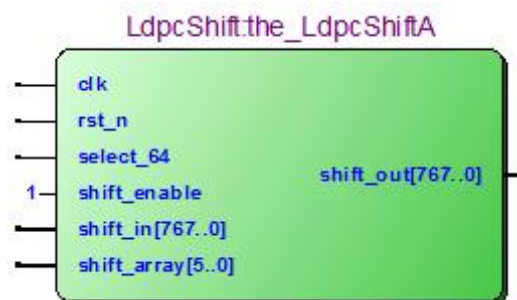 LdpcShift:the_LdpcShiftA
clk
rst_n
select_64
1 shift_enable
shift_in[767..0]
shift_array[5..0]
shift_out[767..0]